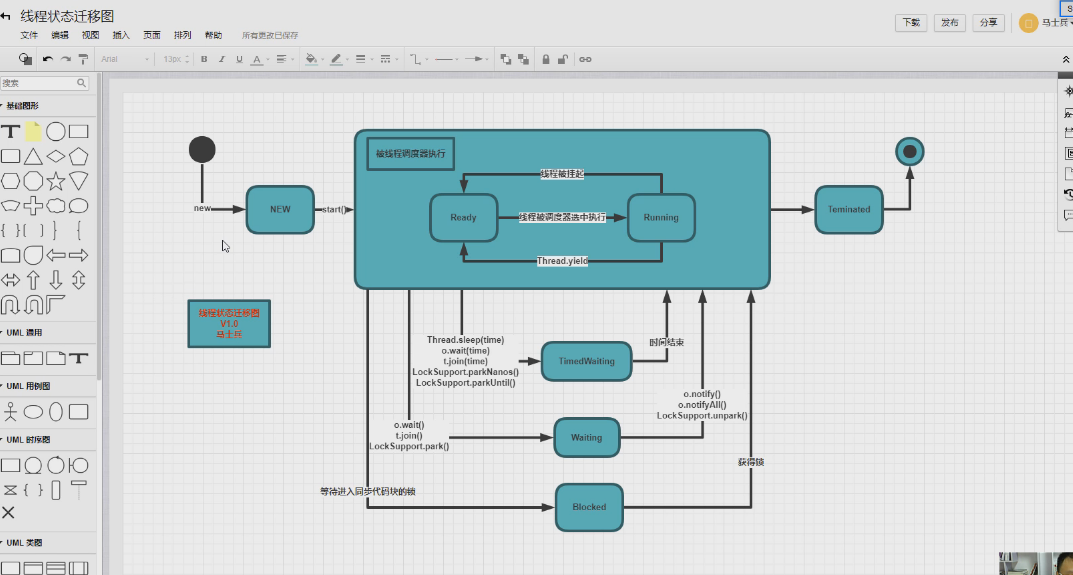 线程状态迁移图
文件 编辑 视图 插入 页面 排列 帮助 所有更改已保存
下载 发布 分享 马士兵
Arial 13px B I U A
搜索
基础图形
UML 通用
UML 用例图
UML 时序图
UML 类图
被线程调度器执行
线程被挂起
new
NEW
start()
Ready
线程被调度器选中执行
Running
Teminated
Thread.yield
线程状态迁移图
V1.0
马士兵
Thread.sleep(time)
o.wait(time)
t.join(time)
LockSupport.parkNanos()
LockSupport.parkUntil()
TimedWaiting
时间结束
o.notify()
o.notifyAll()
LockSupport.unpark()
o.wait()
t.join()
LockSupport.park()
Waiting
获得锁
等待进入同步代码块的锁
Blocked